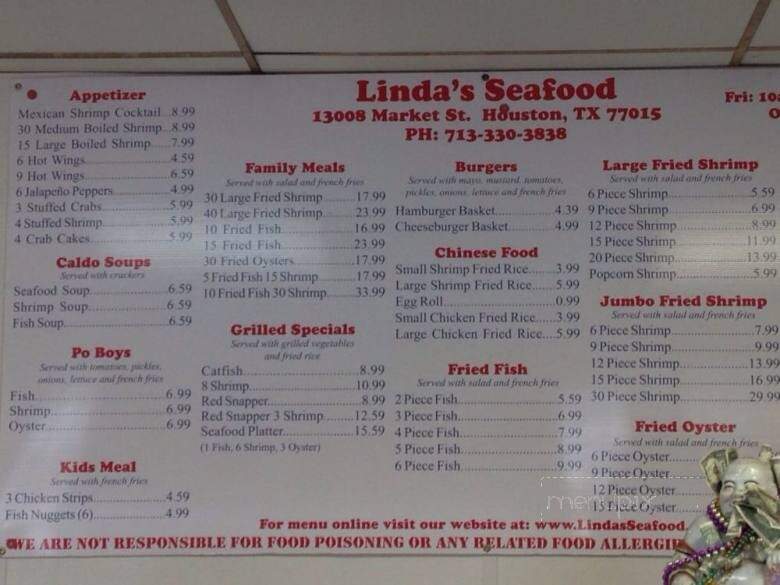 Linda's Seafood
13008 Market St. Houston, TX 77015
PH: 713-330-3838
Fri: 10
Appetizer
Mexican Shrimp Cocktail...8.99
30 Medium Boiled Shrimp...8.99
15 Large Boiled Shrimp......7.99
6 Hot Wings......4.59
9 Hot Wings......6.59
6 Jalapeño Peppers......4.99
3 Stuffed Crabs......5.99
4 Stuffed Shrimp......5.99
4 Crab Cakes......5.99
Caldo Soups
Served with crackers
Seafood Soup......6.59
Shrimp Soup......6.59
Fish Soup......6.59
Po Boys
Served with tomatoes, pickles,
onions, lettuce and french fries
Fish......6.99
Shrimp......6.99
Oyster......6.99
Kids Meal
Served with french fries
3 Chicken Strips......4.59
Fish Nuggets (6)......4.99
Family Meals
Served with salad and french fries
30 Large Fried Shrimp......17.99
40 Large Fried Shrimp......23.99
10 Fried Fish......16.99
15 Fried Fish......23.99
30 Fried Oysters......17.99
5 Fried Fish 15 Shrimp......17.99
10 Fried Fish 30 Shrimp......33.99
Grilled Specials
Served with grilled vegetables
and fried rice
Catfish......8.99
8 Shrimp......10.99
Red Snapper......8.99
Red Snapper 3 Shrimp......12.59
Seafood Platter......15.59
(1 Fish, 6 Shrimp, 3 Oyster)
Burgers
Served with mayo, mustard, tomatoes,
pickles, onions, lettuce and french fries
Hamburger Basket......4.39
Cheeseburger Basket......4.99
Chinese Food
Small Shrimp Fried Rice......3.99
Large Shrimp Fried Rice......5.99
Egg Roll......0.99
Small Chicken Fried Rice......3.99
Large Chicken Fried Rice......5.99
Fried Fish
Served with salad and french fries
2 Piece Fish......5.59
3 Piece Fish......6.99
4 Piece Fish......7.99
5 Piece Fish......8.99
6 Piece Fish......9.99
Large Fried Shrimp
Served with salad and french fries
6 Piece Shrimp......5.59
9 Piece Shrimp......6.99
12 Piece Shrimp......8.99
15 Piece Shrimp......11.99
20 Piece Shrimp......13.99
Popcorn Shrimp......5.99
Jumbo Fried Shrimp
Served with salad and french fries
6 Piece Shrimp......7.99
9 Piece Shrimp......9.99
12 Piece Shrimp......13.99
15 Piece Shrimp......16.99
30 Piece Shrimp......29.99
Fried Oyster
Served with salad and french fries
6 Piece Oyster......
9 Piece Oyster......
12 Piece Oyster......
15 Piece Oyster......
menupix
For menu online visit our website at: www.LindasSeafood.
WE ARE NOT RESPONSIBLE FOR FOOD POISONING OR ANY RELATED FOOD ALLERGIE